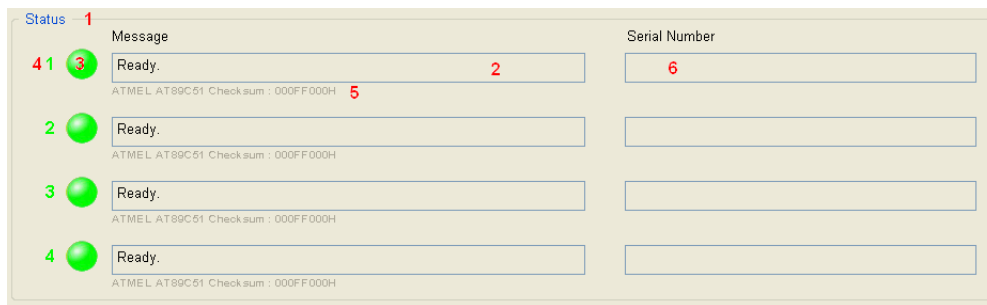 Status 1
Message Serial Number
4 1 3 Ready. 2 6
ATMEL AT89C51 Checksum : 000FF000H 5
2 Ready.
ATMEL AT89C51 Checksum : 000FF000H
3 Ready.
ATMEL AT89C51 Checksum : 000FF000H
4 Ready.
ATMEL AT89C51 Checksum : 000FF000H